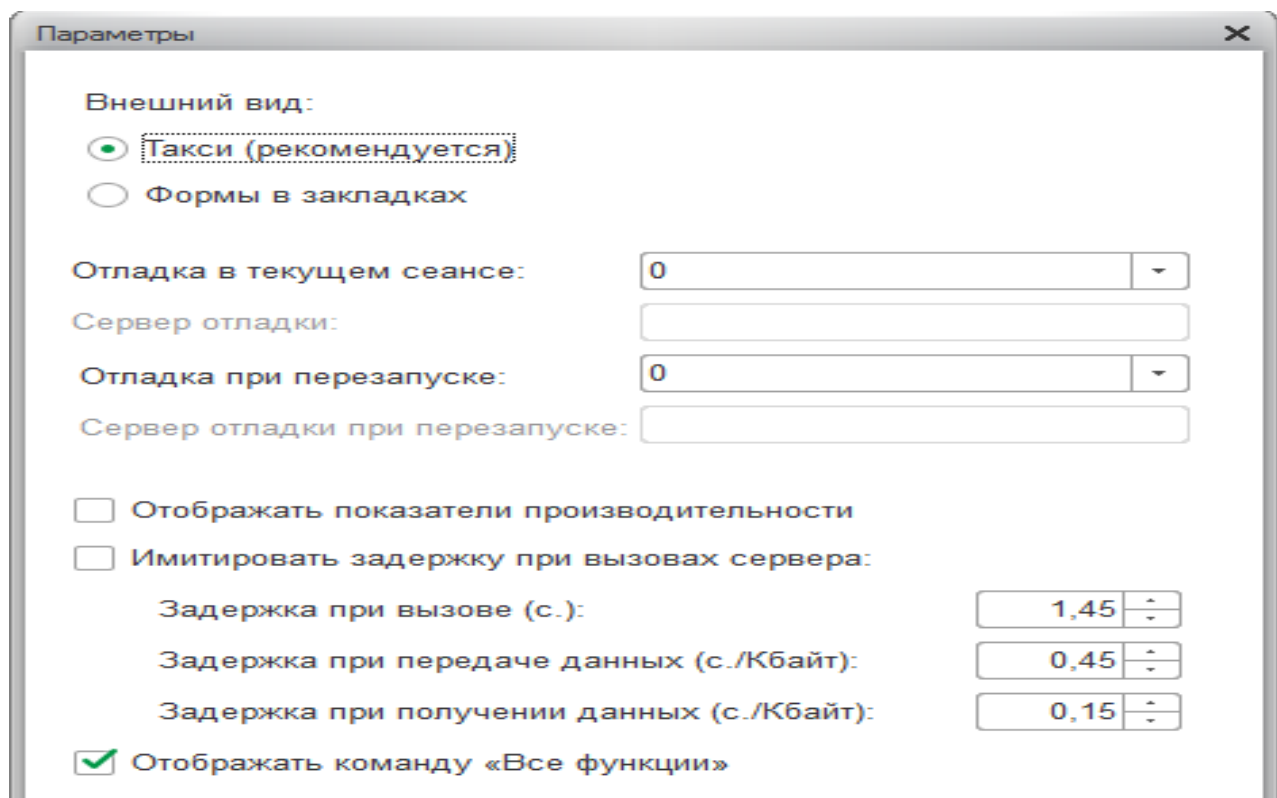 Параметры
Внешний вид:
Такси (рекомендуется)
Формы в закладках
Отладка в текущем сеансе: 0
Сервер отладки:
Отладка при перезапуске: 0
Сервер отладки при перезапуске:
Отображать показатели производительности
Имитировать задержку при вызовах сервера:
Задержка при вызове (с.): 1,45
Задержка при передаче данных (с./Кбайт): 0,45
Задержка при получении данных (с./Кбайт): 0,15
Отображать команду «Все функции»